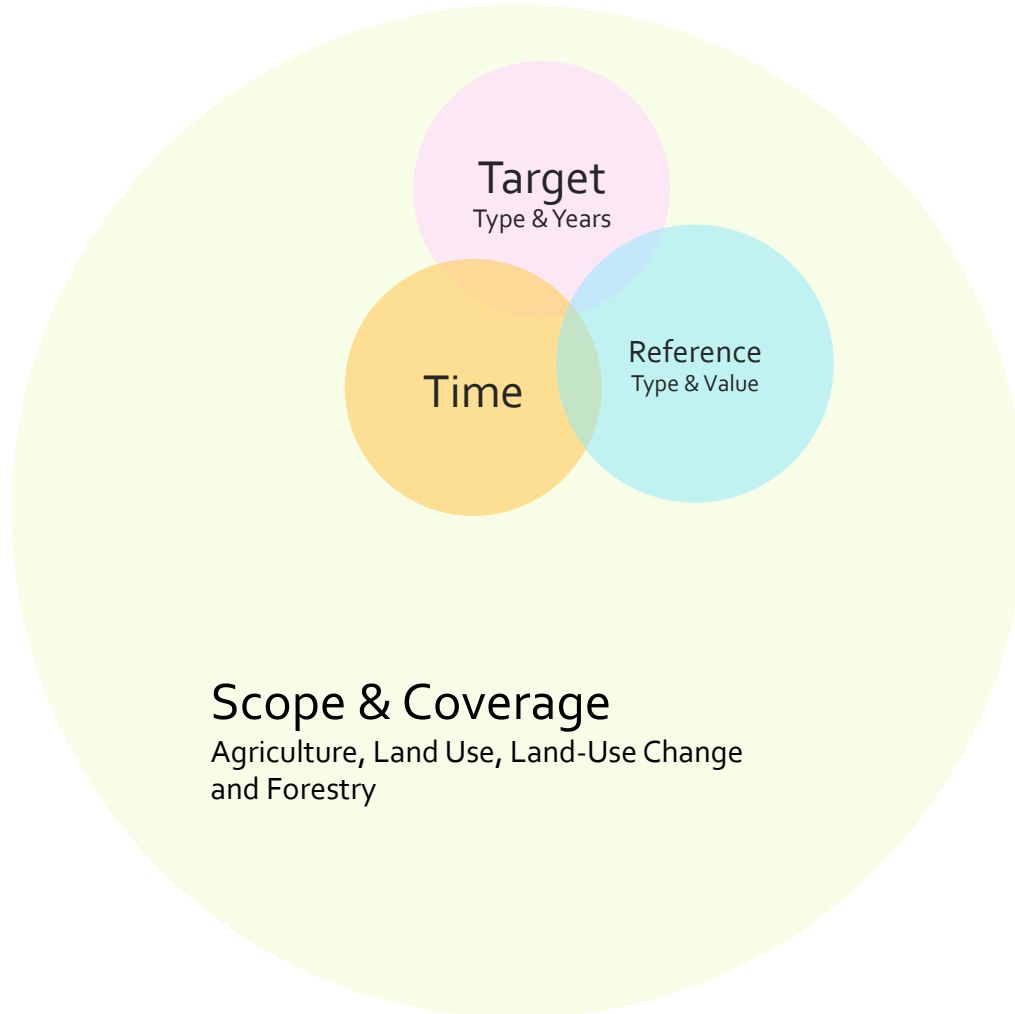 Target
Type & Years
Reference
Type & Value
Time
Scope & Coverage
Agriculture, Land Use, Land-Use Change
and Forestry